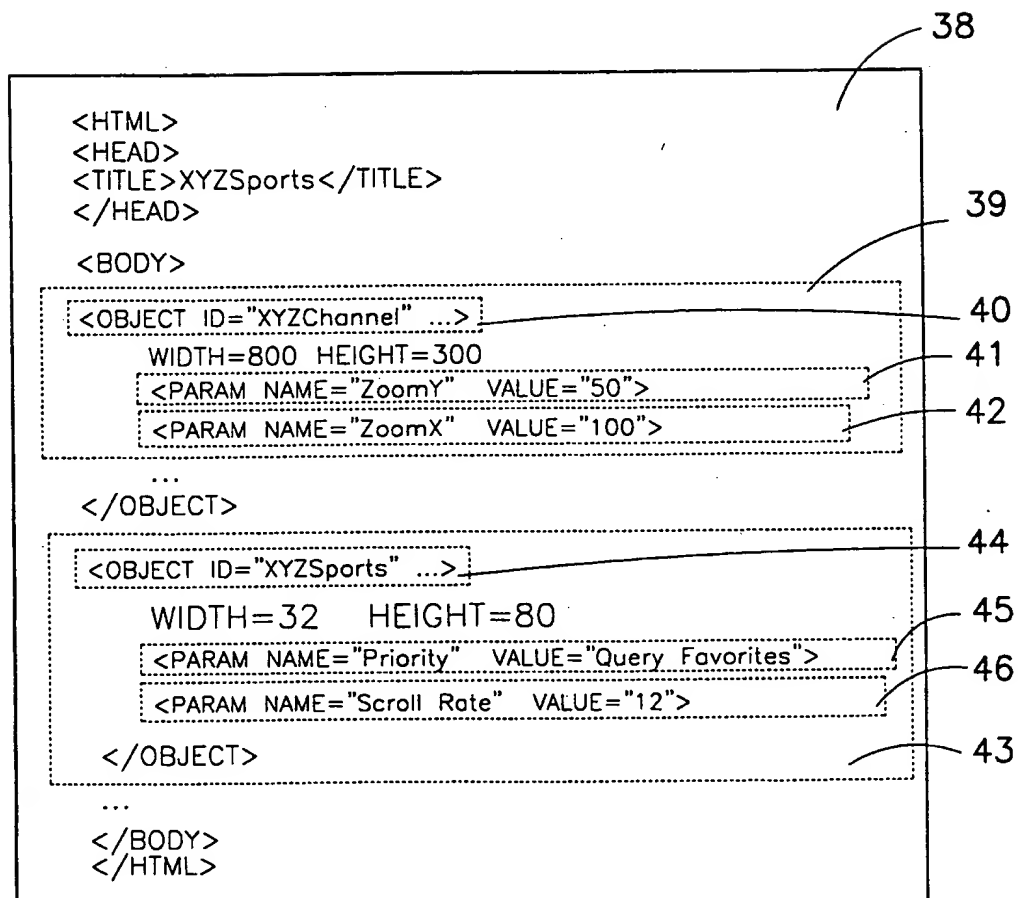 38
<HTML>
<HEAD>
<TITLE>XYZSports</TITLE>
</HEAD>
39
<BODY>
<OBJECT ID="XYZChannel" ...>
40
WIDTH=800 HEIGHT=300
41
<PARAM NAME="ZoomY" VALUE="50">
<PARAM NAME="ZoomX" VALUE="100">
42
...
</OBJECT>
<OBJECT ID="XYZSports" ...>
44
WIDTH=32 HEIGHT=80
45
<PARAM NAME="Priority" VALUE="Query Favorites">
46
<PARAM NAME="Scroll Rate" VALUE="12">
</OBJECT>
43
...
</BODY>
</HTML>